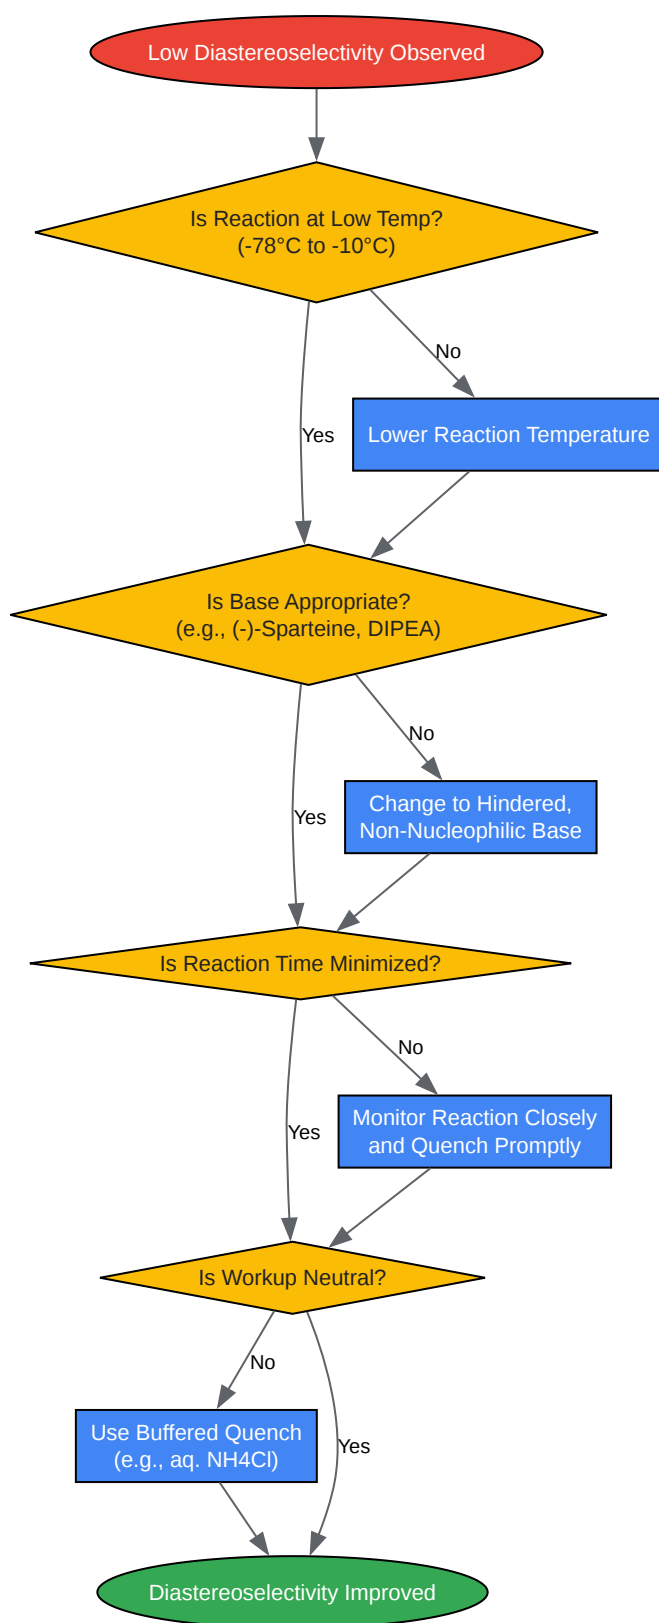 Low Diastereoselectivity Observed
Is Reaction at Low Temp?
(-78°C to -10°C)
No
Yes
Lower Reaction Temperature
Is Base Appropriate?
(e.g., (-)-Sparteine, DIPEA)
No
Change to Hindered,
Non-Nucleophilic Base
Yes
Is Reaction Time Minimized?
No
Monitor Reaction Closely
and Quench Promptly
Yes
Is Workup Neutral?
No
Use Buffered Quench
(e.g., aq. NH4Cl)
Yes
Diastereoselectivity Improved